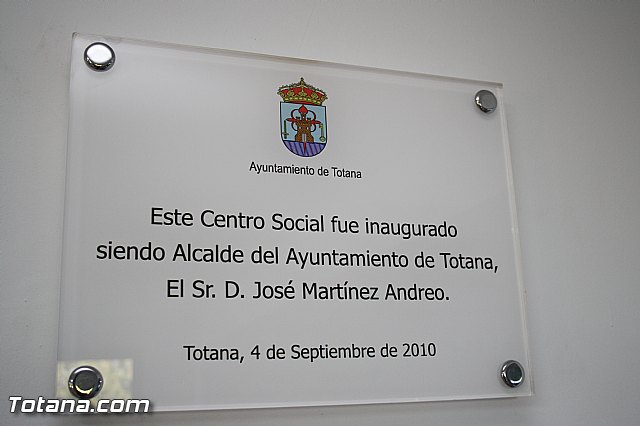 Ayuntamiento de Totana
Este Centro Social fue inaugurado
siendo Alcalde del Ayuntamiento de Totana,
El Sr. D. José Martínez Andreo.
Totana, 4 de Septiembre de 2010
Totana.com